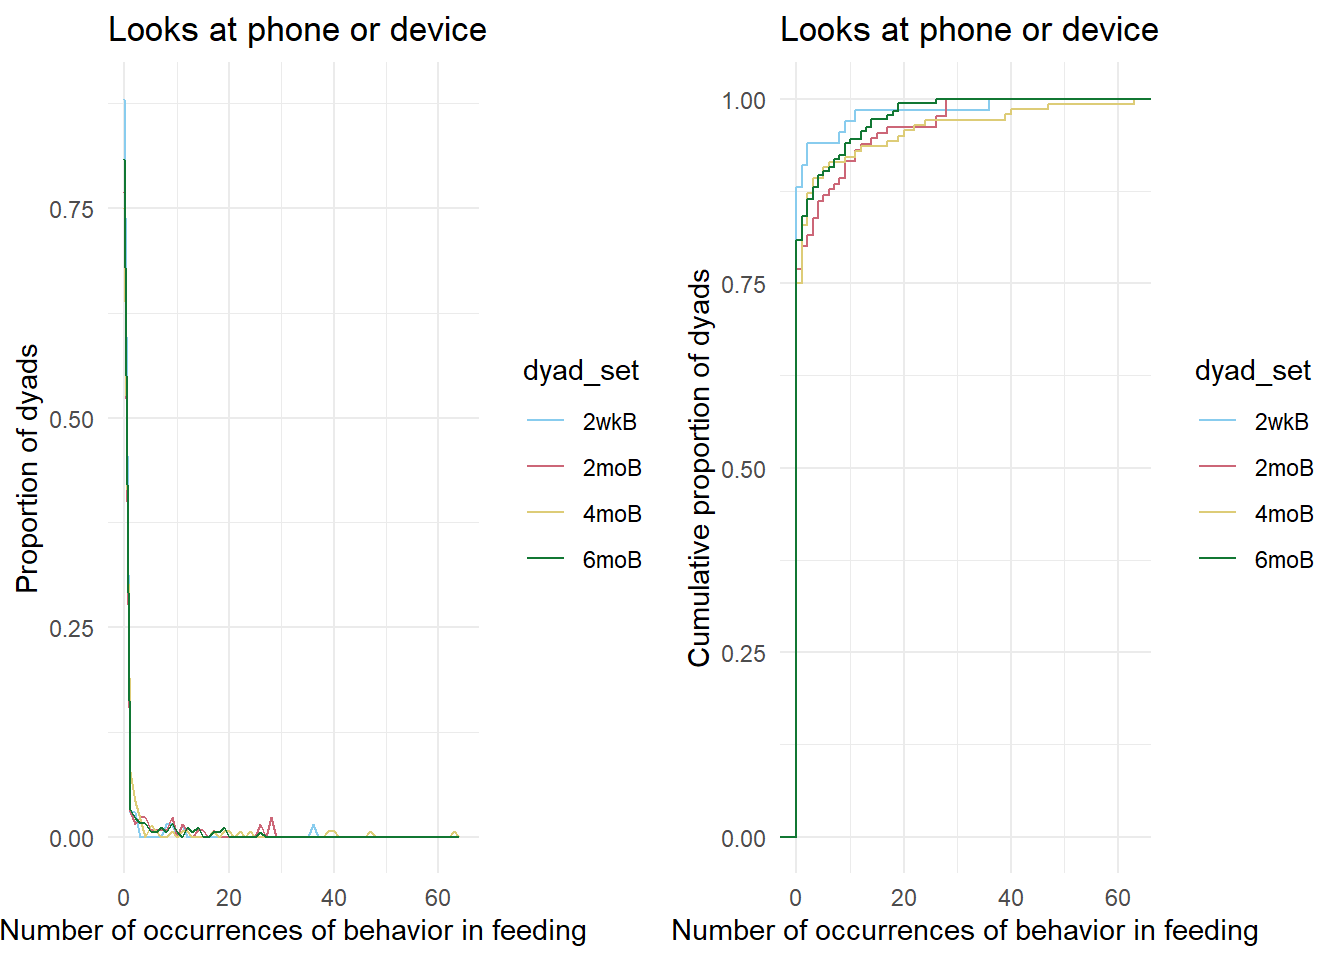 Looks at phone or device
Proportion of dyads
0.75
0.50
0.25
0.00
0 20 40 60
Number of occurrences of behavior in feeding
dyad_set
2wkB
2moB
4moB
6moB
Looks at phone or device
Cumulative proportion of dyads
1.00
0.75
0.50
0.25
0.00
0 20 40 60
Number of occurrences of behavior in feeding
dyad_set
2wkB
2moB
4moB
6moB